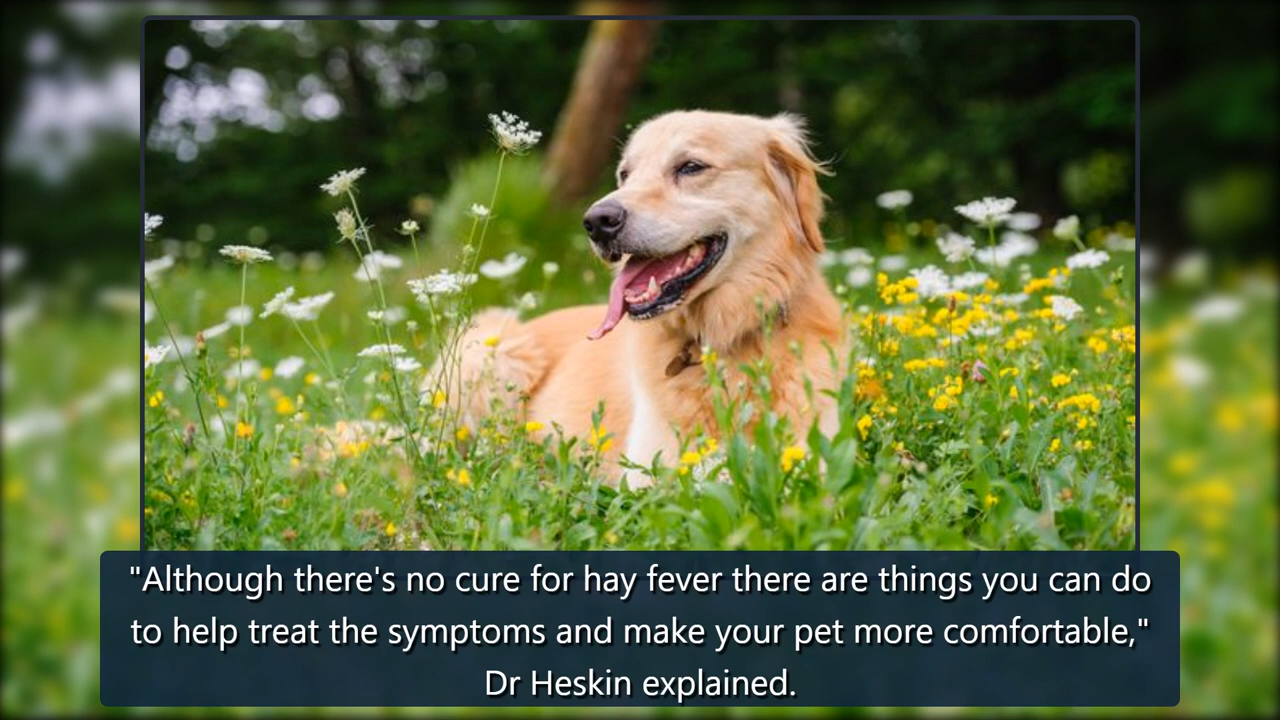 "Although there's no cure for hay fever there are things you can do
to help treat the symptoms and make your pet more comfortable,"
Dr Heskin explained.